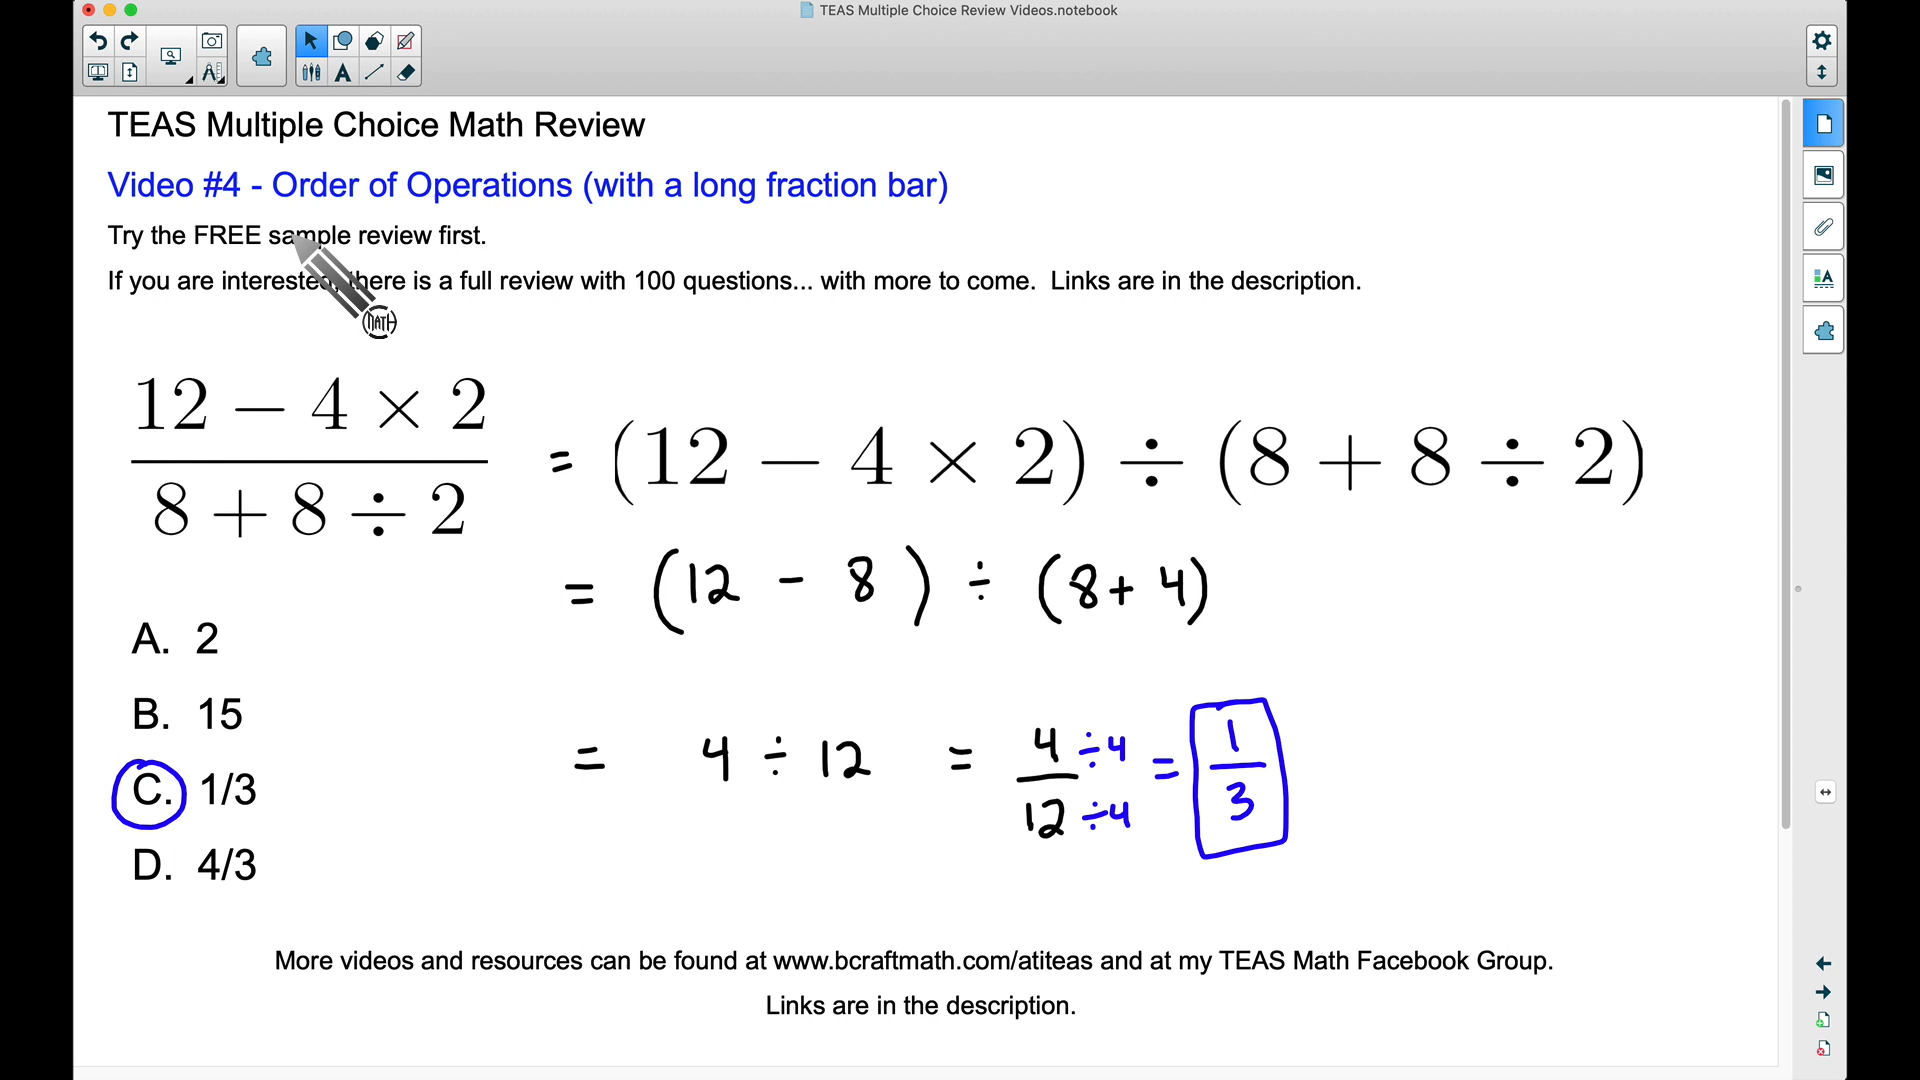 TEAS Multiple Choice Review Videos.notebook
TEAS Multiple Choice Math Review
Video #4 - Order of Operations (with a long fraction bar)
Try the FREE sample review first.
If you are interested, there is a full review with 100 questions... with more to come. Links are in the description.
MATH
12 − 4 × 2
8 + 8 ÷ 2
= (12 − 4 × 2) ÷ (8 + 8 ÷ 2)
= (12 - 8) ÷ (8 + 4)
= 4 ÷ 12 = 4/12 ÷4/÷4 = 1/3
A. 2
B. 15
C. 1/3
D. 4/3
More videos and resources can be found at www.bcraftmath.com/atiteas and at my TEAS Math Facebook Group.
Links are in the description.